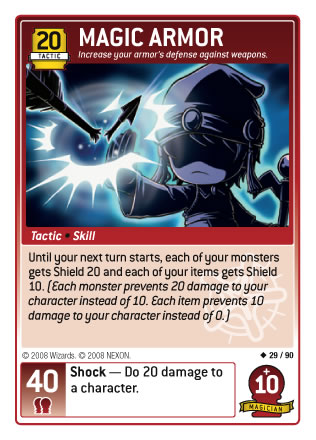 20
TACTIC
MAGIC ARMOR
Increase your armor's defense against weapons.
Tactic • Skill
Until your next turn starts, each of your monsters
gets Shield 20 and each of your items gets Shield
10. (Each monster prevents 20 damage to your
character instead of 10. Each item prevents 10
damage to your character instead of 0.)
© 2008 Wizards. © 2008 NEXON.
◆ 29 / 90
40
Shock — Do 20 damage to
a character.
+
10
MAGICIAN